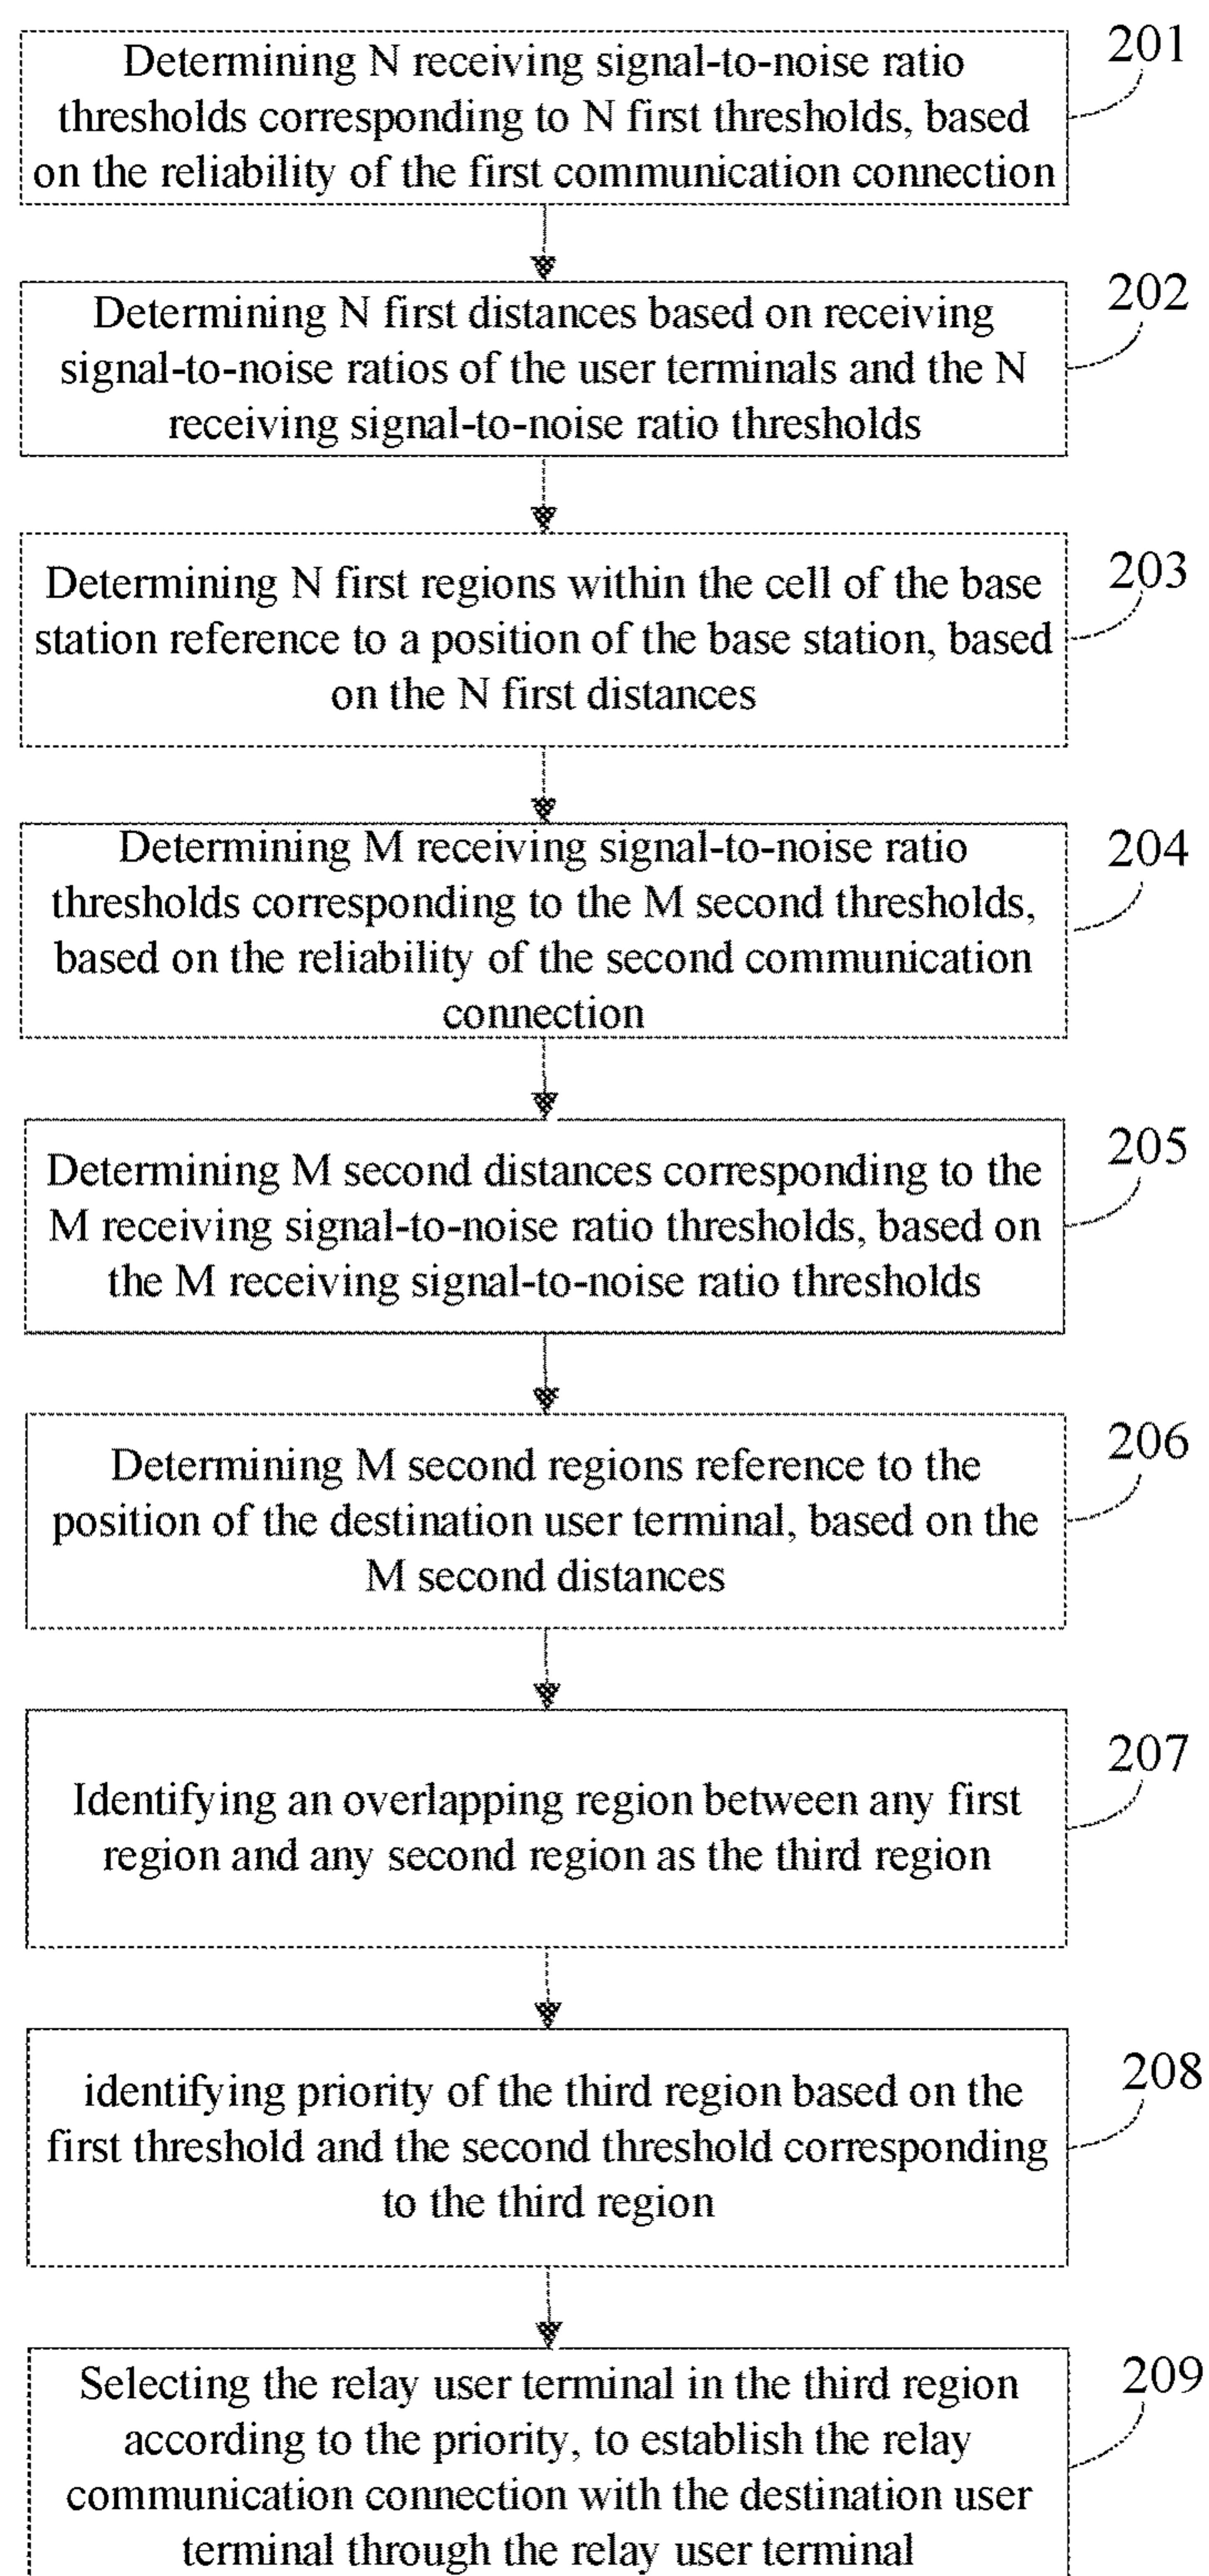 201
Determining N receiving signal-to-noise ratio
thresholds corresponding to N first thresholds, based
on the reliability of the first communication connection
202
Determining N first distances based on receiving
signal-to-noise ratios of the user terminals and the N
receiving signal-to-noise ratio thresholds
203
Determining N first regions within the cell of the base
station reference to a position of the base station, based
on the N first distances
204
Determining M receiving signal-to-noise ratio
thresholds corresponding to the M second thresholds,
based on the reliability of the second communication
connection
205
Determining M second distances corresponding to the
M receiving signal-to-noise ratio thresholds, based on
the M receiving signal-to-noise ratio thresholds
206
Determining M second regions reference to the
position of the destination user terminal, based on the
M second distances
207
Identifying an overlapping region between any first
region and any second region as the third region
208
identifying priority of the third region based on the
first threshold and the second threshold corresponding
to the third region
209
Selecting the relay user terminal in the third region
according to the priority, to establish the relay
communication connection with the destination user
terminal through the relay user terminal